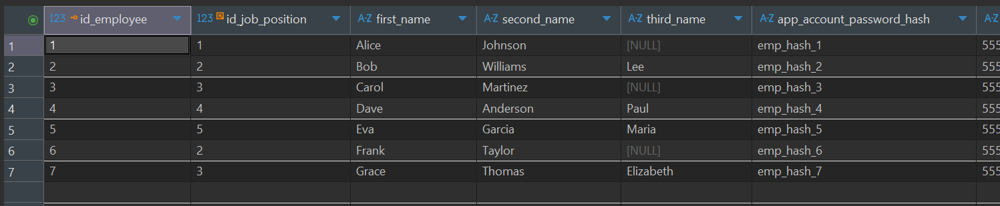 123 id_employee 123 id_job_position A-Z first_name A-Z second_name A-Z third_name A-Z app_account_password_hash
1 1 1 Alice Johnson [NULL] emp_hash_1 555
2 2 2 Bob Williams Lee emp_hash_2 555
3 3 3 Carol Martinez [NULL] emp_hash_3 555
4 4 4 Dave Anderson Paul emp_hash_4 555
5 5 5 Eva Garcia Maria emp_hash_5 555
6 6 2 Frank Taylor [NULL] emp_hash_6 555
7 7 3 Grace Thomas Elizabeth emp_hash_7 555